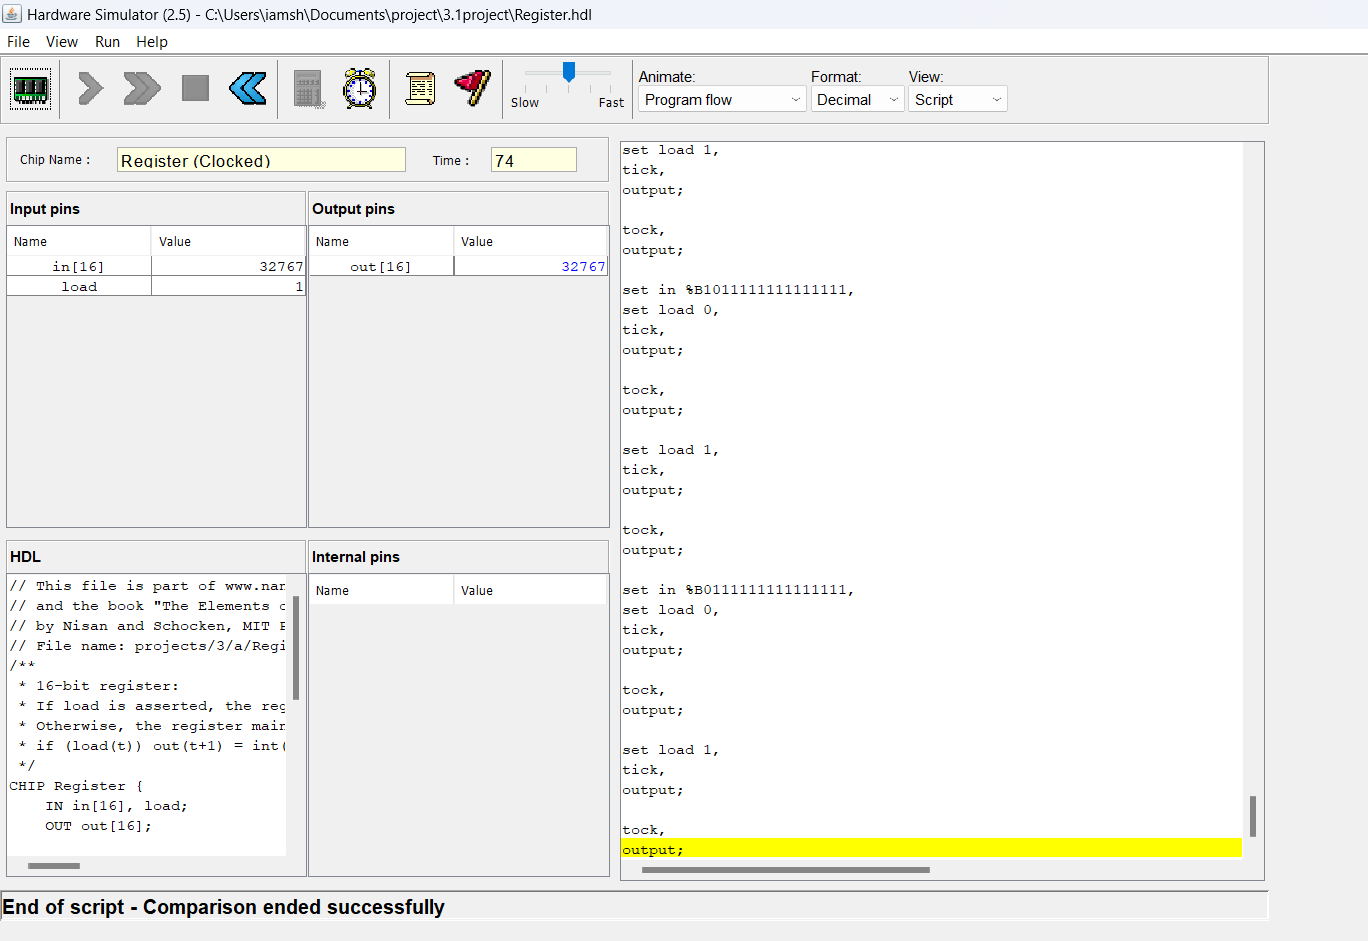 Hardware Simulator (2.5) - C:\Users\iamsh\Documents\project\3.1project\Register.hdl
File View Run Help
Slow Fast
Animate: Format: View:
Program flow Decimal Script
Chip Name : Register (Clocked) Time : 74
Input pins
Name Value
in[16] 32767
load 1
Output pins
Name Value
out[16] 32767
HDL
// This file is part of www.nan
// and the book "The Elements o
// by Nisan and Schocken, MIT P
// File name: projects/3/a/Regi
/**
* 16-bit register:
* If load is asserted, the reg
* Otherwise, the register main
* if (load(t)) out(t+1) = int(
*/
CHIP Register {
IN in[16], load;
OUT out[16];
Internal pins
Name Value
set load 1,
tick,
output;
tock,
output;
set in %B1011111111111111,
set load 0,
tick,
output;
tock,
output;
set load 1,
tick,
output;
tock,
output;
set in %B0111111111111111,
set load 0,
tick,
output;
tock,
output;
set load 1,
tick,
output;
tock,
output;
End of script - Comparison ended successfully